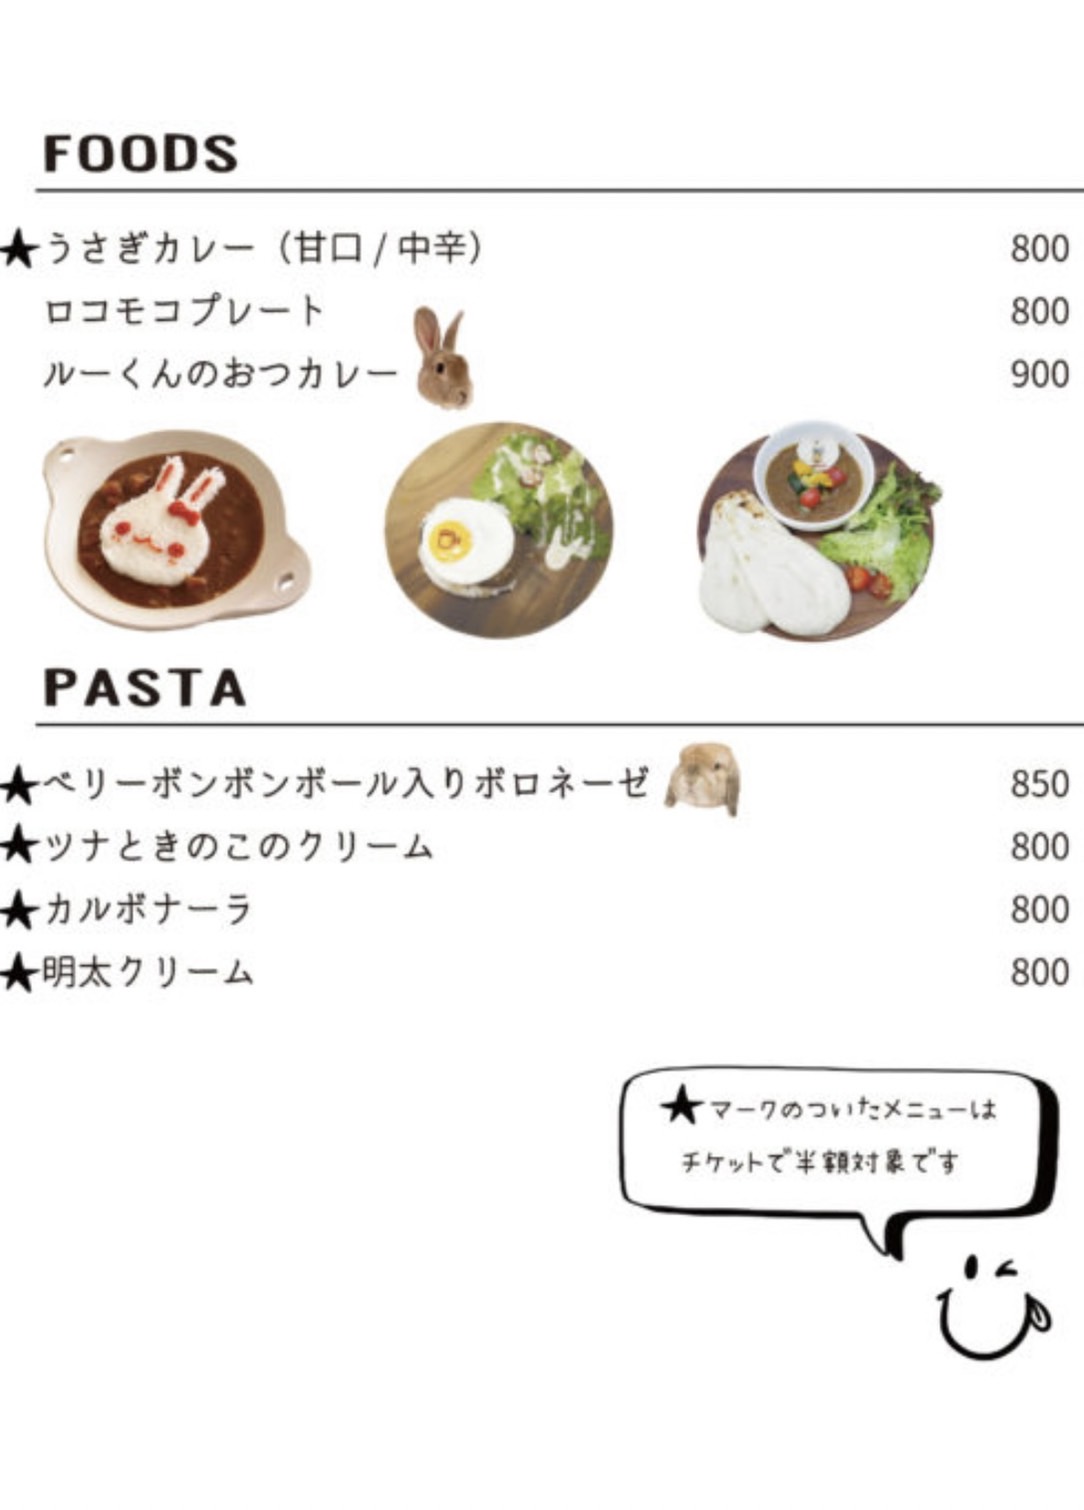 FOODS
★うさぎカレー（甘口 / 中辛） 800
ロコモコプレート 800
ルーくんのおつカレー 900
PASTA
★ベリーボンボンボール入りボロネーゼ 850
★ツナときのこのクリーム 800
★カルボナーラ 800
★明太クリーム 800
★マークのついたメニューは
チケットで半額対象です